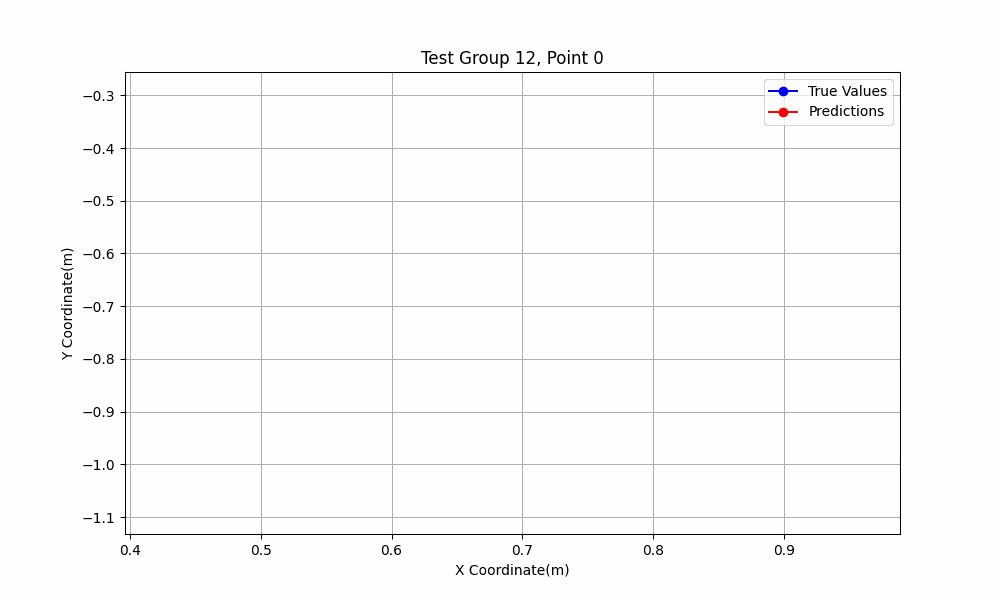 Test Group 12, Point 0
True Values
Predictions
−0.3
−0.4
−0.5
−0.6
−0.7
−0.8
−0.9
−1.0
−1.1
Y Coordinate(m)
0.4 0.5 0.6 0.7 0.8 0.9
X Coordinate(m)